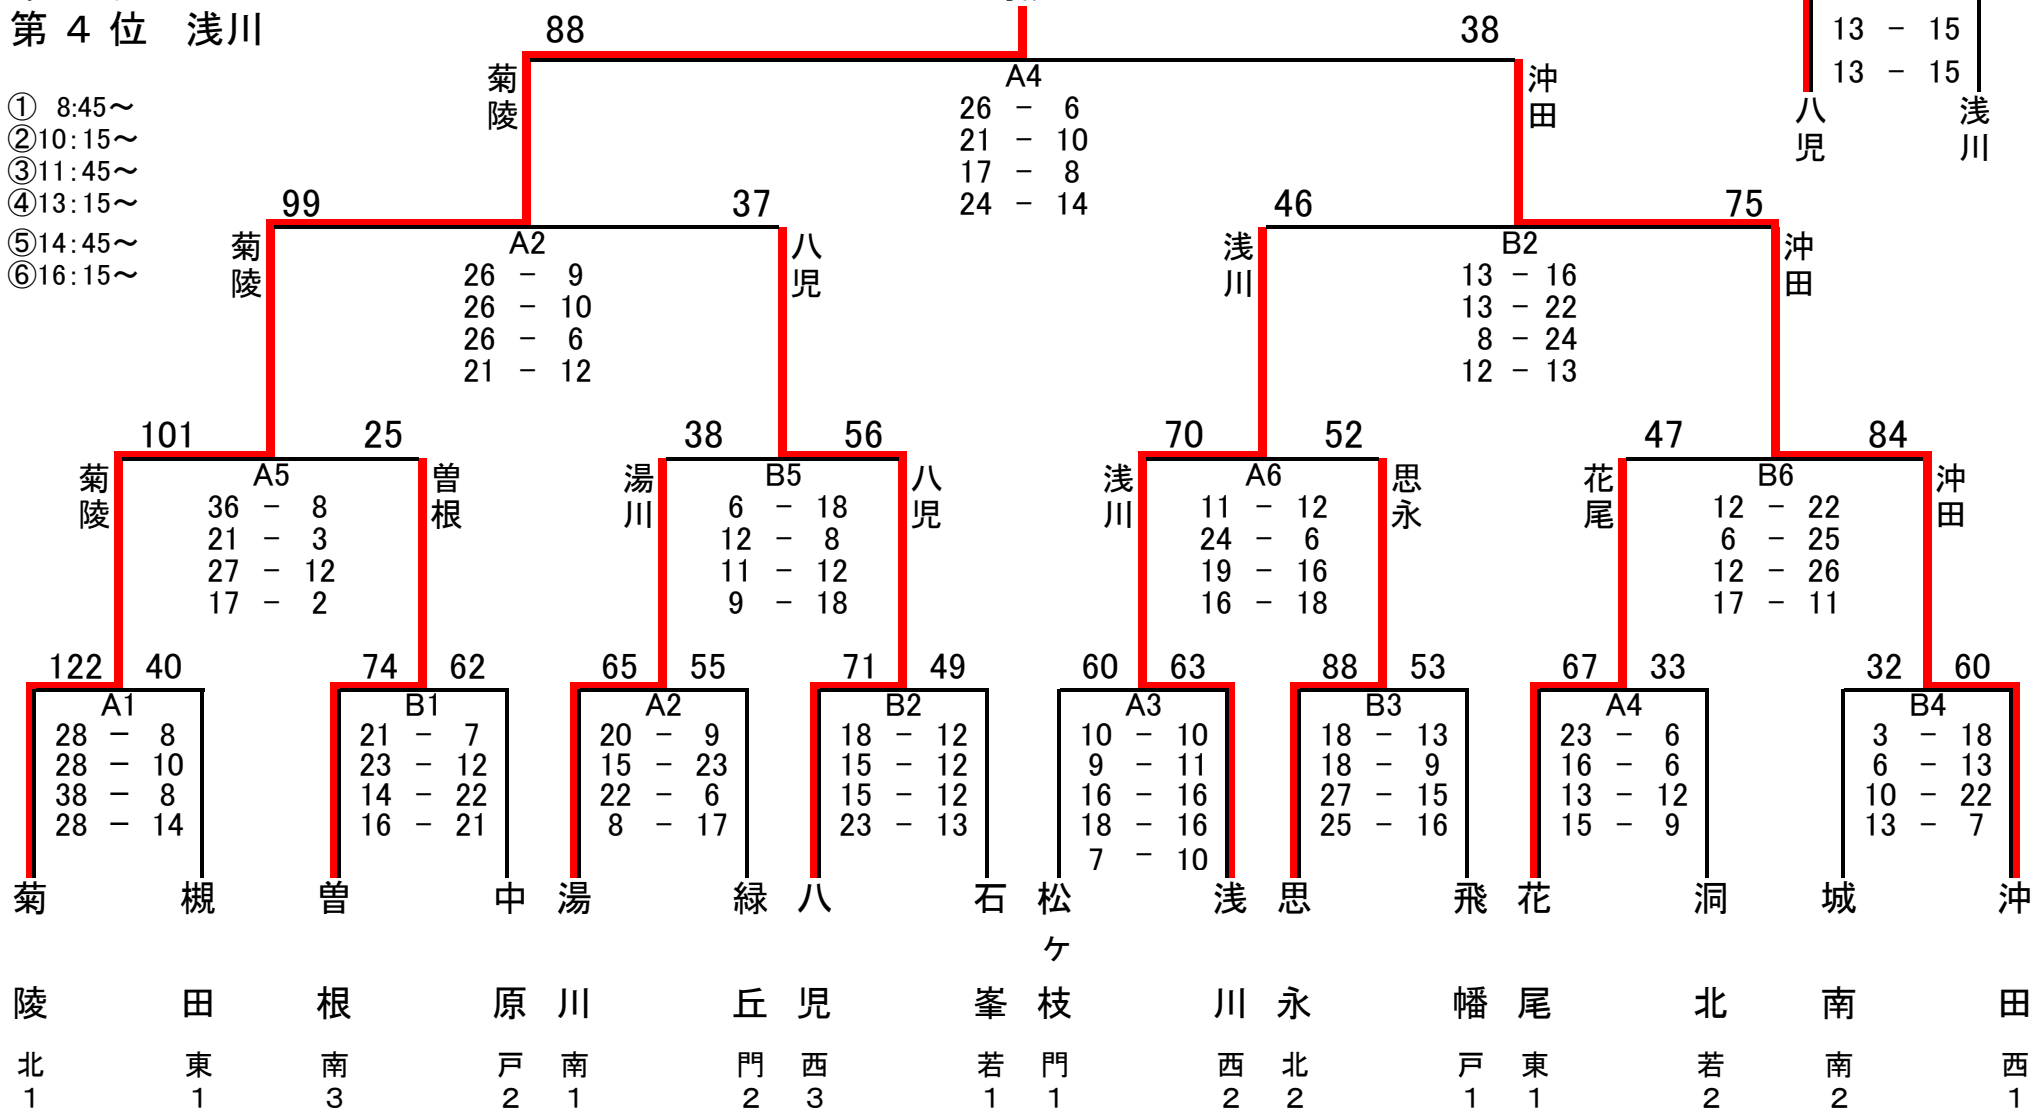 第 4 位 浅川
① 8:45～
②10:15～
③11:45～
④13:15～
⑤14:45～
⑥16:15～
88 38
菊陵 沖田
A4
26 － 6
21 － 10
17 － 8
24 － 14
13 － 15
13 － 15
八児 浅川
99 37
菊陵 八児
A2
26 － 9
26 － 10
26 － 6
21 － 12
46 75
浅川 沖田
B2
13 － 16
13 － 22
8 － 24
12 － 13
101 25
菊陵 曽根
A5
36 － 8
21 － 3
27 － 12
17 － 2
38 56
湯川 八児
B5
6 － 18
12 － 8
11 － 12
9 － 18
70 52
浅川 思永
A6
11 － 12
24 － 6
19 － 16
16 － 18
47 84
花尾 沖田
B6
12 － 22
6 － 25
12 － 26
17 － 11
122 40
A1
28 － 8
28 － 10
38 － 8
28 － 14
74 62
B1
21 － 7
23 － 12
14 － 22
16 － 21
65 55
A2
20 － 9
15 － 23
22 － 6
8 － 17
71 49
B2
18 － 12
15 － 12
15 － 12
23 － 13
60 63
A3
10 － 10
9 － 11
16 － 16
18 － 16
7 － 10
88 53
B3
18 － 13
18 － 9
27 － 15
25 － 16
67 33
A4
23 － 6
16 － 6
13 － 12
15 － 9
32 60
B4
3 － 18
6 － 13
10 － 22
13 － 7
菊陵 北1
槻田 東1
曽根 南3
中原 戸2
湯川 南1
緑丘 門2
八児 西3
石峯 若1
松ヶ枝 門1
浅川 西2
思永 北2
飛幡 戸1
花尾 東1
洞北 若2
城南 南2
沖田 西1